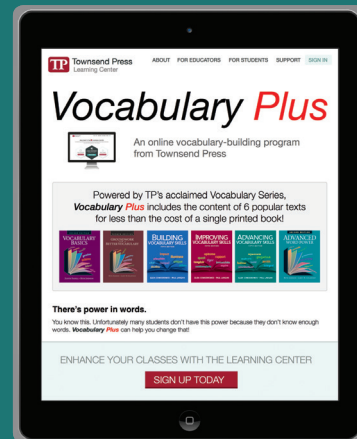 TP Townsend Press
Learning Center
ABOUT FOR EDUCATORS FOR STUDENTS SUPPORT SIGN IN
Vocabulary Plus
An online vocabulary-building program
from Townsend Press
Powered by TP's acclaimed Vocabulary Series,
Vocabulary Plus includes the content of 6 popular texts
for less than the cost of a single printed book!
VOCABULARY
BASICS
BUILDING
VOCABULARY SKILLS
IMPROVING
VOCABULARY SKILLS
ADVANCING
VOCABULARY SKILLS
ADVANCED
WORD POWER
There's power in words.
You know this. Unfortunately many students don't have this power because they don't know enough
words. Vocabulary Plus can help you change that!
ENHANCE YOUR CLASSES WITH THE LEARNING CENTER
SIGN UP TODAY